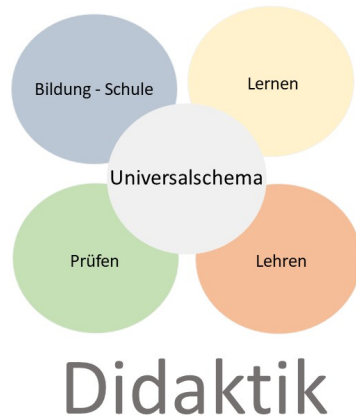 Bildung - Schule
Lernen
Universalschema
Prüfen
Lehren
Didaktik